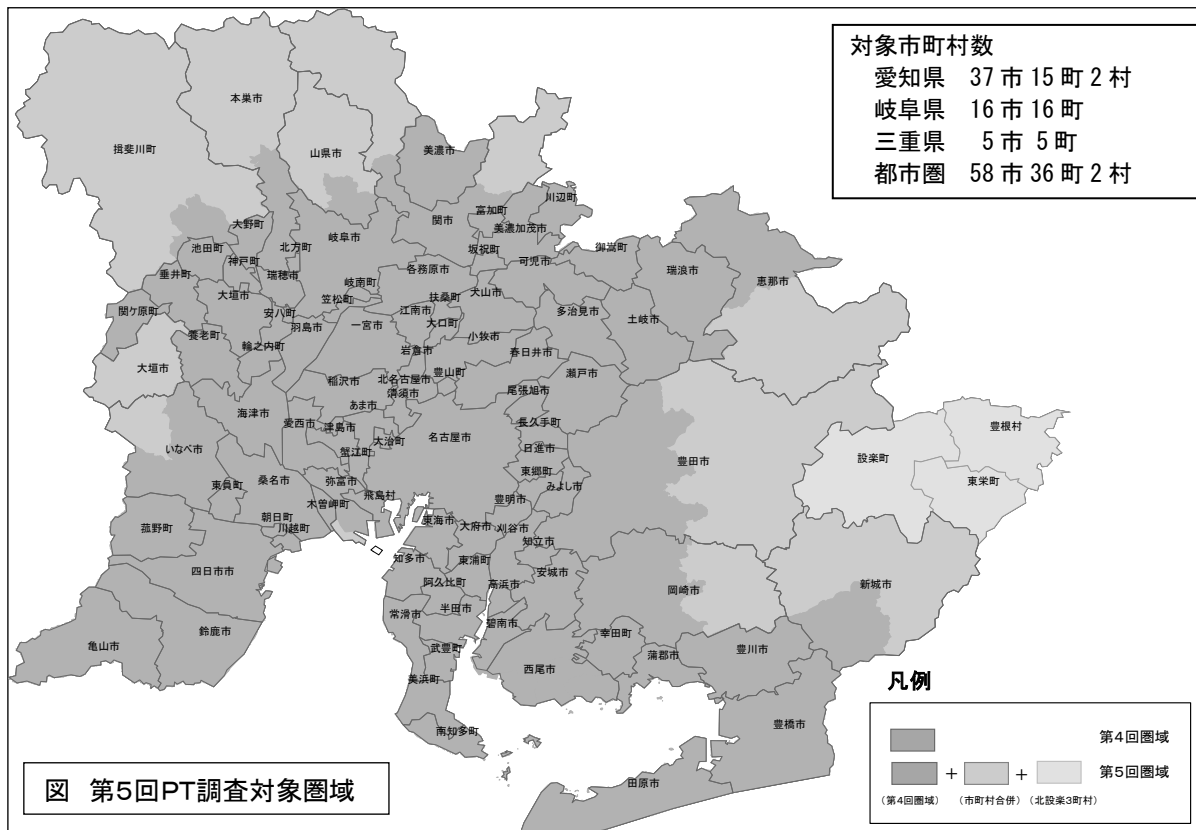 対象市町村数
愛知県 37市15町2村
岐阜県 16市16町
三重県 5市5町
都市圏 58市36町2村
本巣市
揖斐川町
山県市
美濃市
川辺町
富加町
関市
大野町
岐阜市
美濃加茂市
北方町
池田町
坂祝町
御嵩町
神戸町
可児市
瑞浪市
垂井町
瑞穂市
各務原市
恵那市
岐南町
大垣市
扶桑町
犬山市
笠松町
関ケ原町
安八町
江南市
多治見市
羽島市
一宮市
大口町
土岐市
養老町
小牧市
輪之内町
岩倉市
春日井市
大垣市
豊山町
瀬戸市
稲沢市
北名古屋市
尾張旭市
清須市
あま市
海津市
愛西市
津島市
長久手町
豊根村
大治町
名古屋市
いなべ市
日進市
蟹江町
設楽町
豊田市
東郷町
東栄町
東員町
桑名市
弥富市
みよし市
飛島村
豊明市
木曽岬町
朝日町
東海市
菰野町
川越町
大府市
刈谷市
知立市
知多市
東浦町
四日市市
安城市
阿久比町
高浜市
新城市
岡崎市
半田市
常滑市
碧南市
鈴鹿市
幸田町
亀山市
武豊町
豊川市
蒲郡市
西尾市
美浜町
豊橋市
南知多町
田原市
凡例
第4回圏域
+ + 第5回圏域
(第4回圏域) (市町村合併) (北設楽3町村)
図 第5回PT調査対象圏域